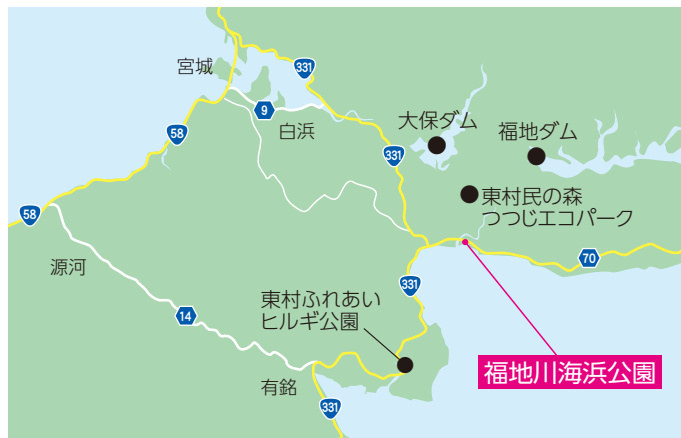 宮城
331
9
58
白浜
大保ダム
福地ダム
331
東村民の森
つつじエコパーク
58
源河
70
331
東村ふれあい
ヒルギ公園
14
福地川海浜公園
有銘
331